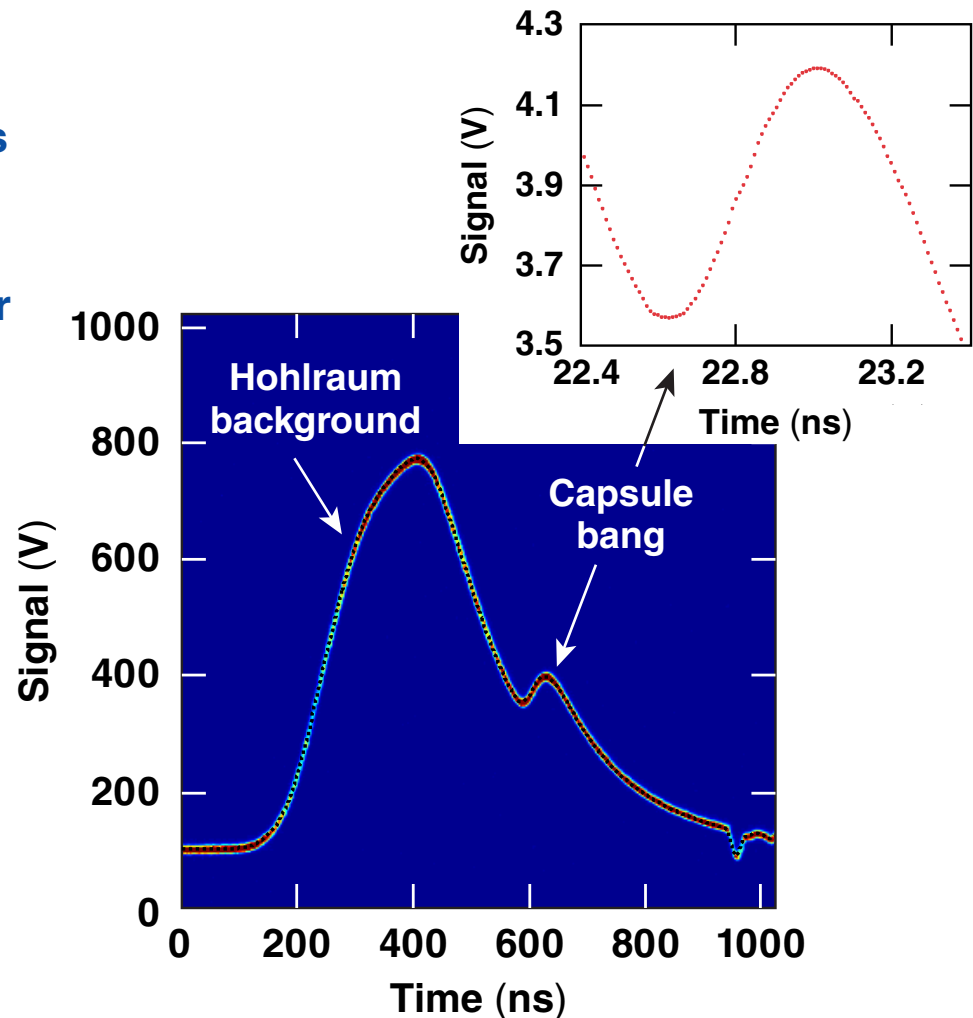 s
r
4.3
4.1
3.9
3.7
3.5
Signal (V)
22.4 22.8 23.2
Time (ns)
1000
800
600
400
200
0
Signal (V)
Hohlraum
background
Capsule
bang
0 200 400 600 800 1000
Time (ns)